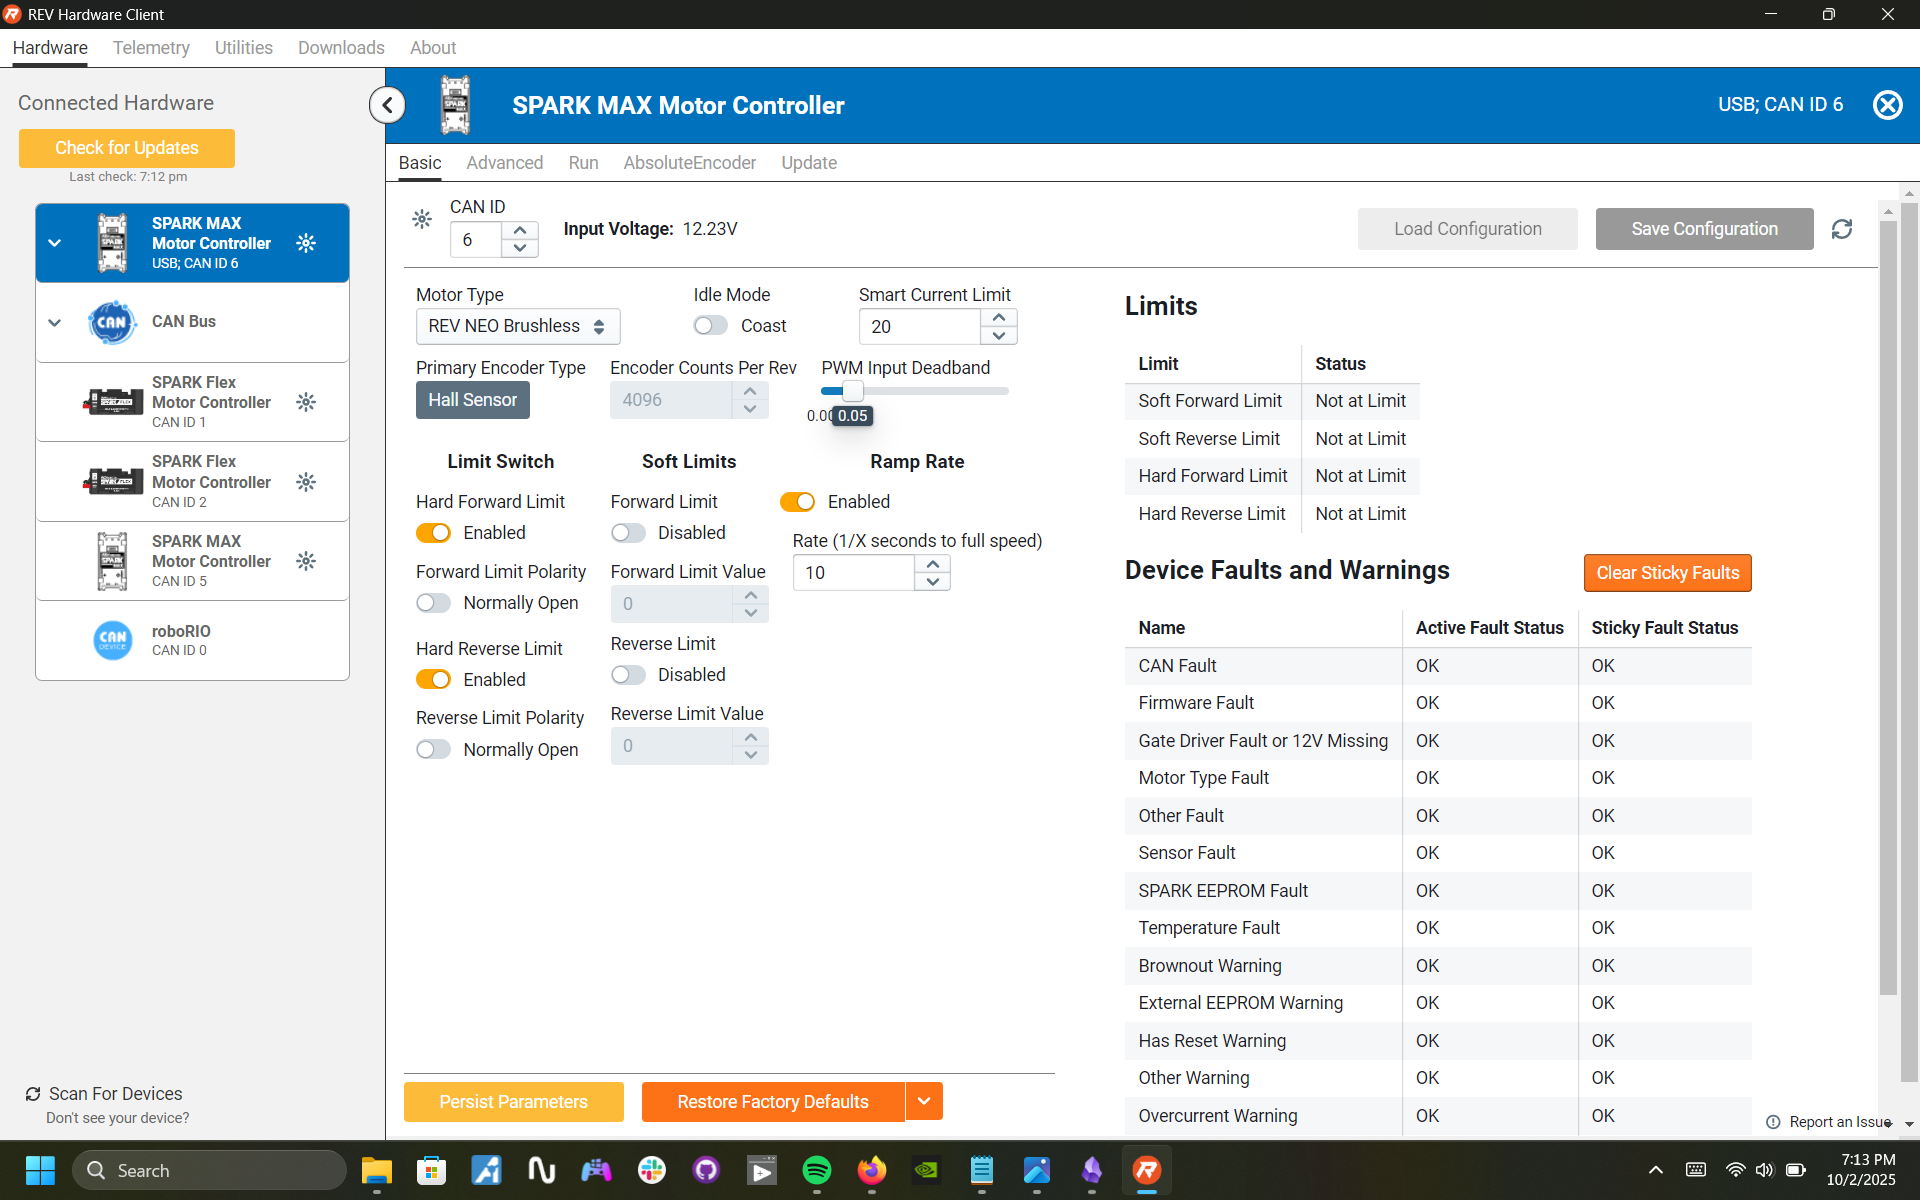 REV Hardware Client
Hardware Telemetry Utilities Downloads About
Connected Hardware
Check for Updates
Last check: 7:12 pm
SPARK MAX
Motor Controller
USB; CAN ID 6
CAN
CAN Bus
SPARK Flex
Motor Controller
CAN ID 1
SPARK Flex
Motor Controller
CAN ID 2
SPARK MAX
Motor Controller
CAN ID 5
CAN
DEVICE
roboRIO
CAN ID 0
Scan For Devices
Don't see your device?
SPARK MAX Motor Controller
USB; CAN ID 6
Basic Advanced Run AbsoluteEncoder Update
CAN ID
6
Input Voltage: 12.23V
Load Configuration
Save Configuration
Motor Type
REV NEO Brushless
Idle Mode
Coast
Smart Current Limit
20
Primary Encoder Type
Hall Sensor
Encoder Counts Per Rev
4096
PWM Input Deadband
0.05
Limit Switch
Hard Forward Limit
Enabled
Forward Limit Polarity
Normally Open
Hard Reverse Limit
Enabled
Reverse Limit Polarity
Normally Open
Soft Limits
Forward Limit
Disabled
Forward Limit Value
0
Reverse Limit
Disabled
Reverse Limit Value
0
Ramp Rate
Enabled
Rate (1/X seconds to full speed)
10
Persist Parameters
Restore Factory Defaults
Limits
Limit Status
Soft Forward Limit Not at Limit
Soft Reverse Limit Not at Limit
Hard Forward Limit Not at Limit
Hard Reverse Limit Not at Limit
Device Faults and Warnings
Clear Sticky Faults
Name Active Fault Status Sticky Fault Status
CAN Fault OK OK
Firmware Fault OK OK
Gate Driver Fault or 12V Missing OK OK
Motor Type Fault OK OK
Other Fault OK OK
Sensor Fault OK OK
SPARK EEPROM Fault OK OK
Temperature Fault OK OK
Brownout Warning OK OK
External EEPROM Warning OK OK
Has Reset Warning OK OK
Other Warning OK OK
Overcurrent Warning OK OK
Report an Issue
Search
7:13 PM
10/2/2025